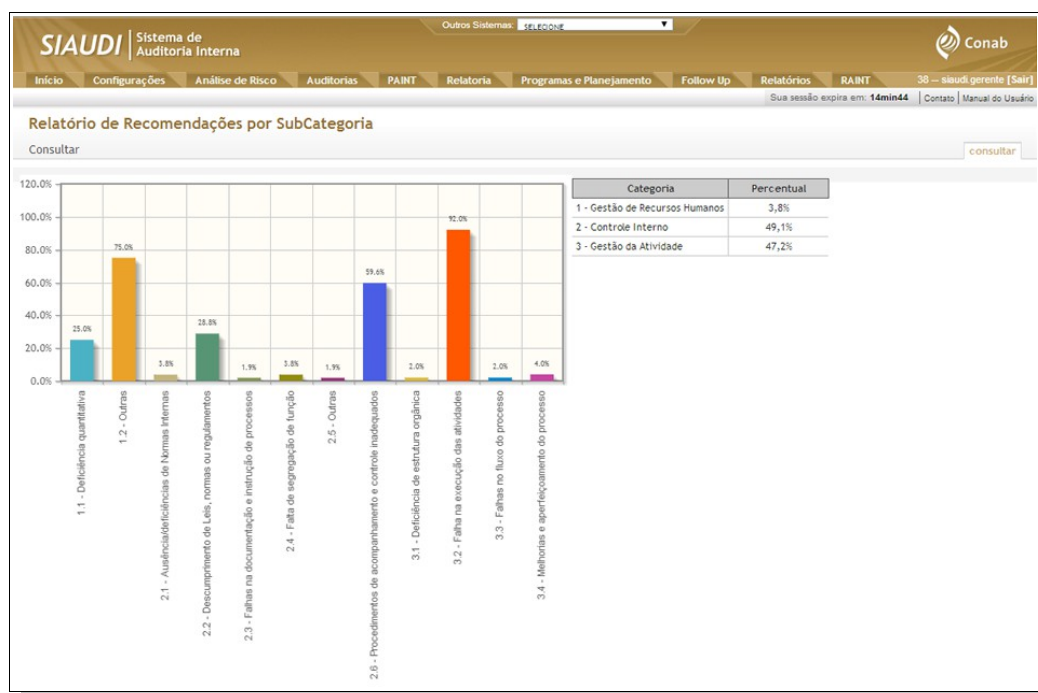 Outros Sistemas: SELECIONE
SIAUDI
Sistema de
Auditoria Interna
Conab
Início Configurações Análise de Risco Auditorias PAINT Relatoria Programas e Planejamento Follow Up Relatórios RAINT 38 -- siaudi gerente [Sair]
Sua sessão expira em: 14min44 Contato Manual do Usuário
Relatório de Recomendações por SubCategoria
Consultar
consultar
120.0%
100.0%
80.0%
60.0%
40.0%
20.0%
0.0%
25.0%
75.0%
3.8%
28.8%
1.9%
3.8%
1.9%
59.6%
2.0%
92.0%
2.0%
4.0%
1.1 - Deficiência quantitativa
1.2 - Outras
2.1 - Ausência/deficiências de Normas Internas
2.2 - Descumprimento de Leis, normas ou regulamentos
2.3 - Falhas na documentação e instrução de processos
2.4 - Falta de segregação de função
2.5 - Outras
2.6 - Procedimentos de acompanhamento e controle inadequados
3.1 - Deficiência de estrutura orgânica
3.2 - Falha na execução das atividades
3.3 - Falhas no fluxo do processo
3.4 - Melhorias e aperfeiçoamento do processo
Categoria Percentual
1 - Gestão de Recursos Humanos 3,8%
2 - Controle Interno 49,1%
3 - Gestão da Atividade 47,2%